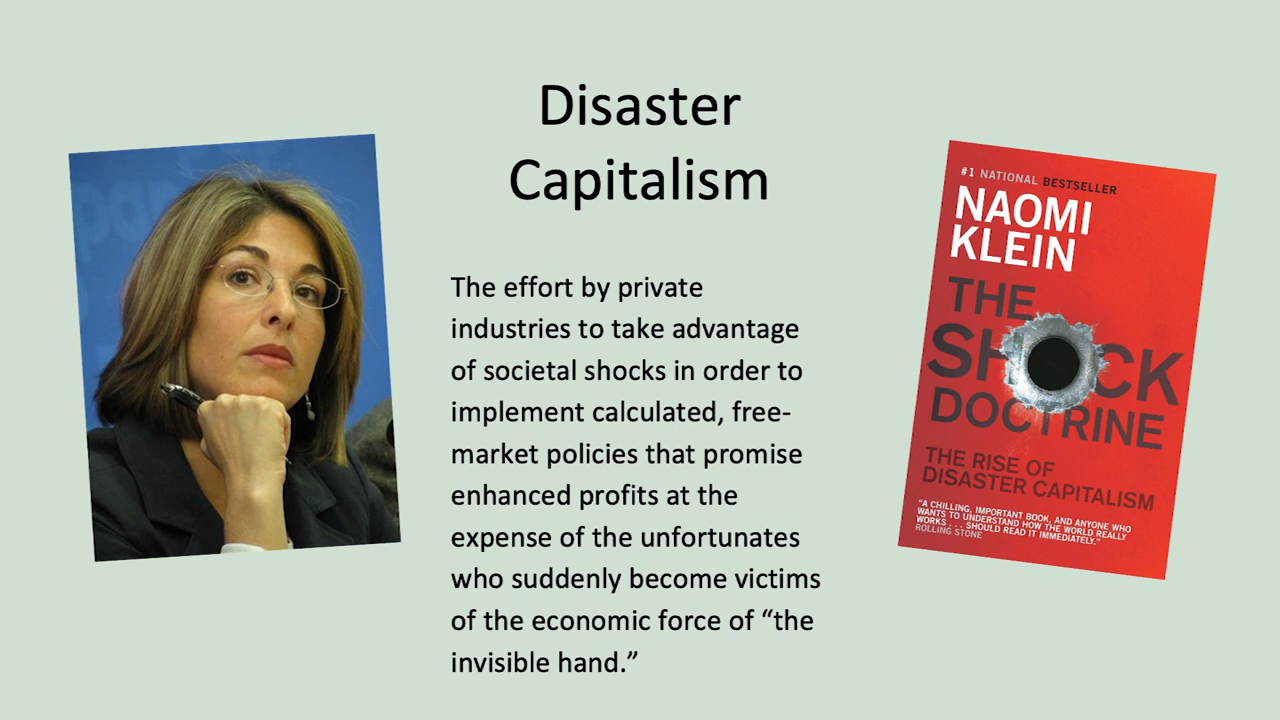 Disaster
Capitalism
The effort by private
industries to take advantage
of societal shocks in order to
implement calculated, free-
market policies that promise
enhanced profits at the
expense of the unfortunates
who suddenly become victims
of the economic force of “the
invisible hand.”
#1 NATIONAL BESTSELLER
NAOMI
KLEIN
THE
SHOCK
DOCTRINE
THE RISE OF
DISASTER CAPITALISM
“A CHILLING, IMPORTANT BOOK, AND ANYONE WHO
WANTS TO UNDERSTAND HOW THE WORLD REALLY
WORKS . . . SHOULD READ IT IMMEDIATELY.”
ROLLING STONE